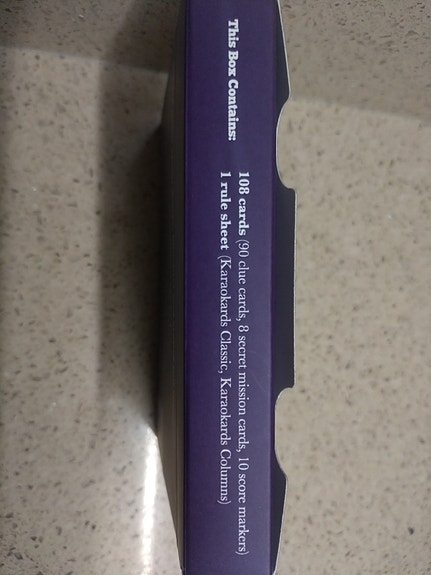 This Box Contains:
108 cards (90 clue cards, 8 secret mission cards, 10 score markers)
1 rule sheet (Karaokards Classic, Karaokards Columns)